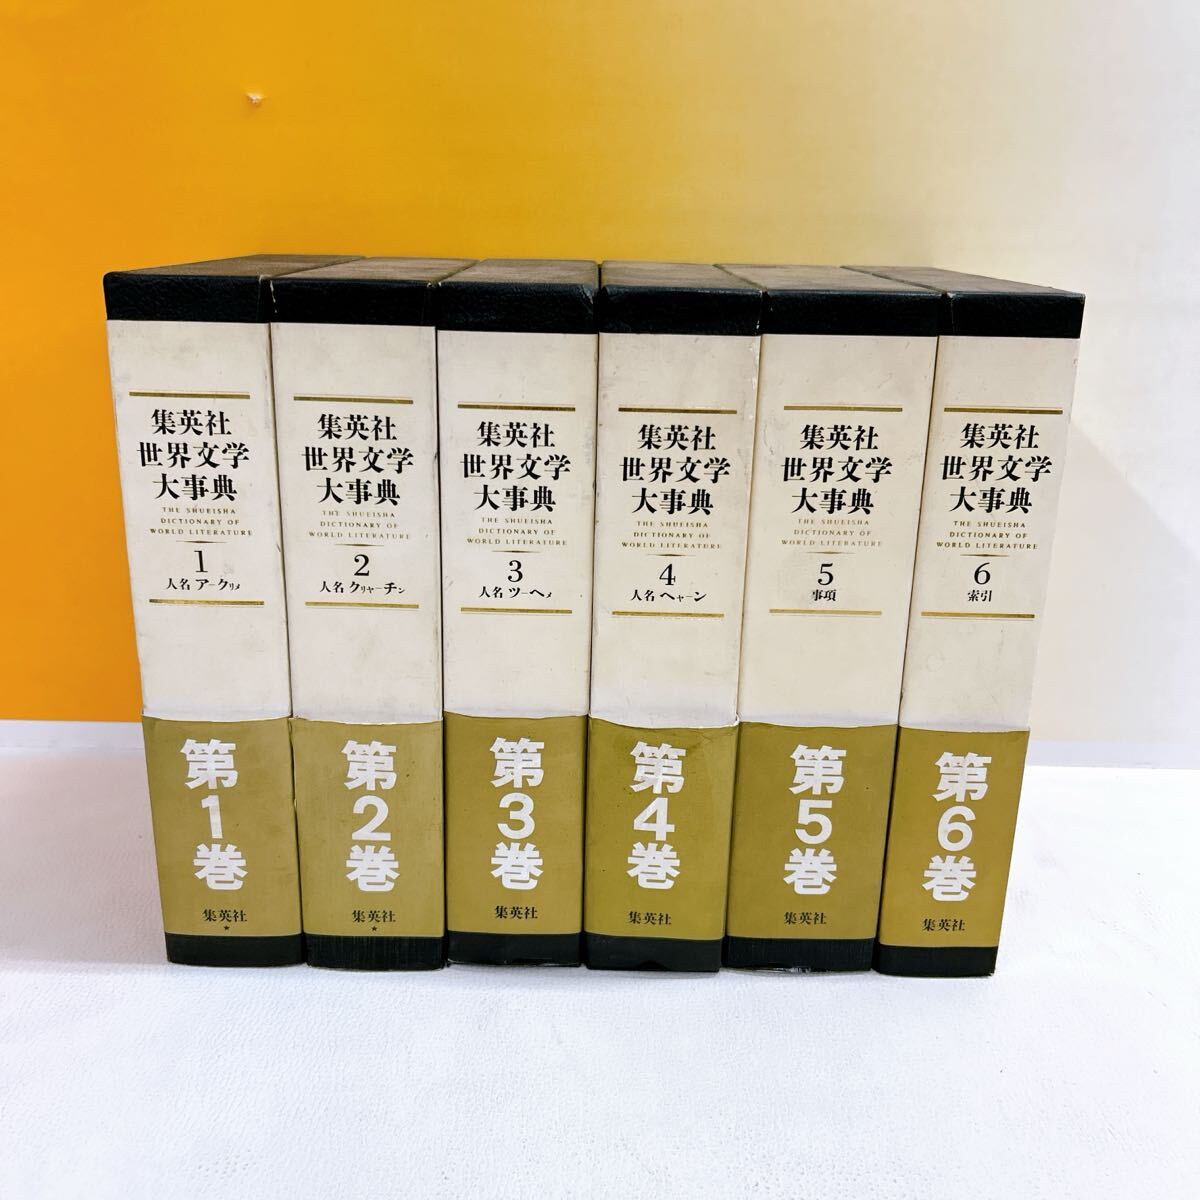 集英社
世界文学
大事典
THE SHUEISHA
DICTIONARY OF
WORLD LITERATURE
1
人名 アークリメ
第1巻
集英社
★
集英社
世界文学
大事典
THE SHUEISHA
DICTIONARY OF
WORLD LITERATURE
2
人名 クリャーチン
第2巻
集英社
★
集英社
世界文学
大事典
THE SHUEISHA
DICTIONARY OF
WORLD LITERATURE
3
人名 ツーヘメ
第3巻
集英社
集英社
世界文学
大事典
THE SHUEISHA
DICTIONARY OF
WORLD LITERATURE
4
人名 ヘャーン
第4巻
集英社
集英社
世界文学
大事典
THE SHUEISHA
DICTIONARY OF
WORLD LITERATURE
5
事項
第5巻
集英社
集英社
世界文学
大事典
THE SHUEISHA
DICTIONARY OF
WORLD LITERATURE
6
索引
第6巻
集英社